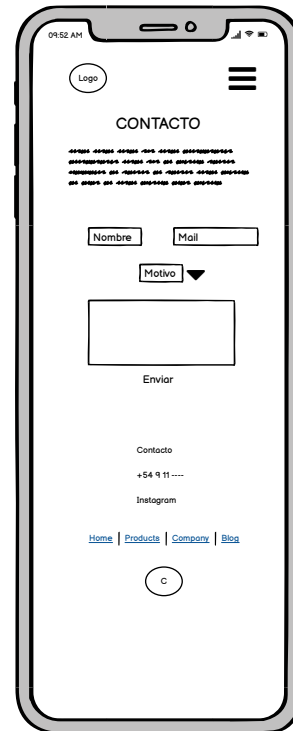 09:52 AM
Logo
CONTACTO
Nombre Mail
Motivo
Enviar
Contacto
+54 9 11 ----
Instagram
Home | Products | Company | Blog
C